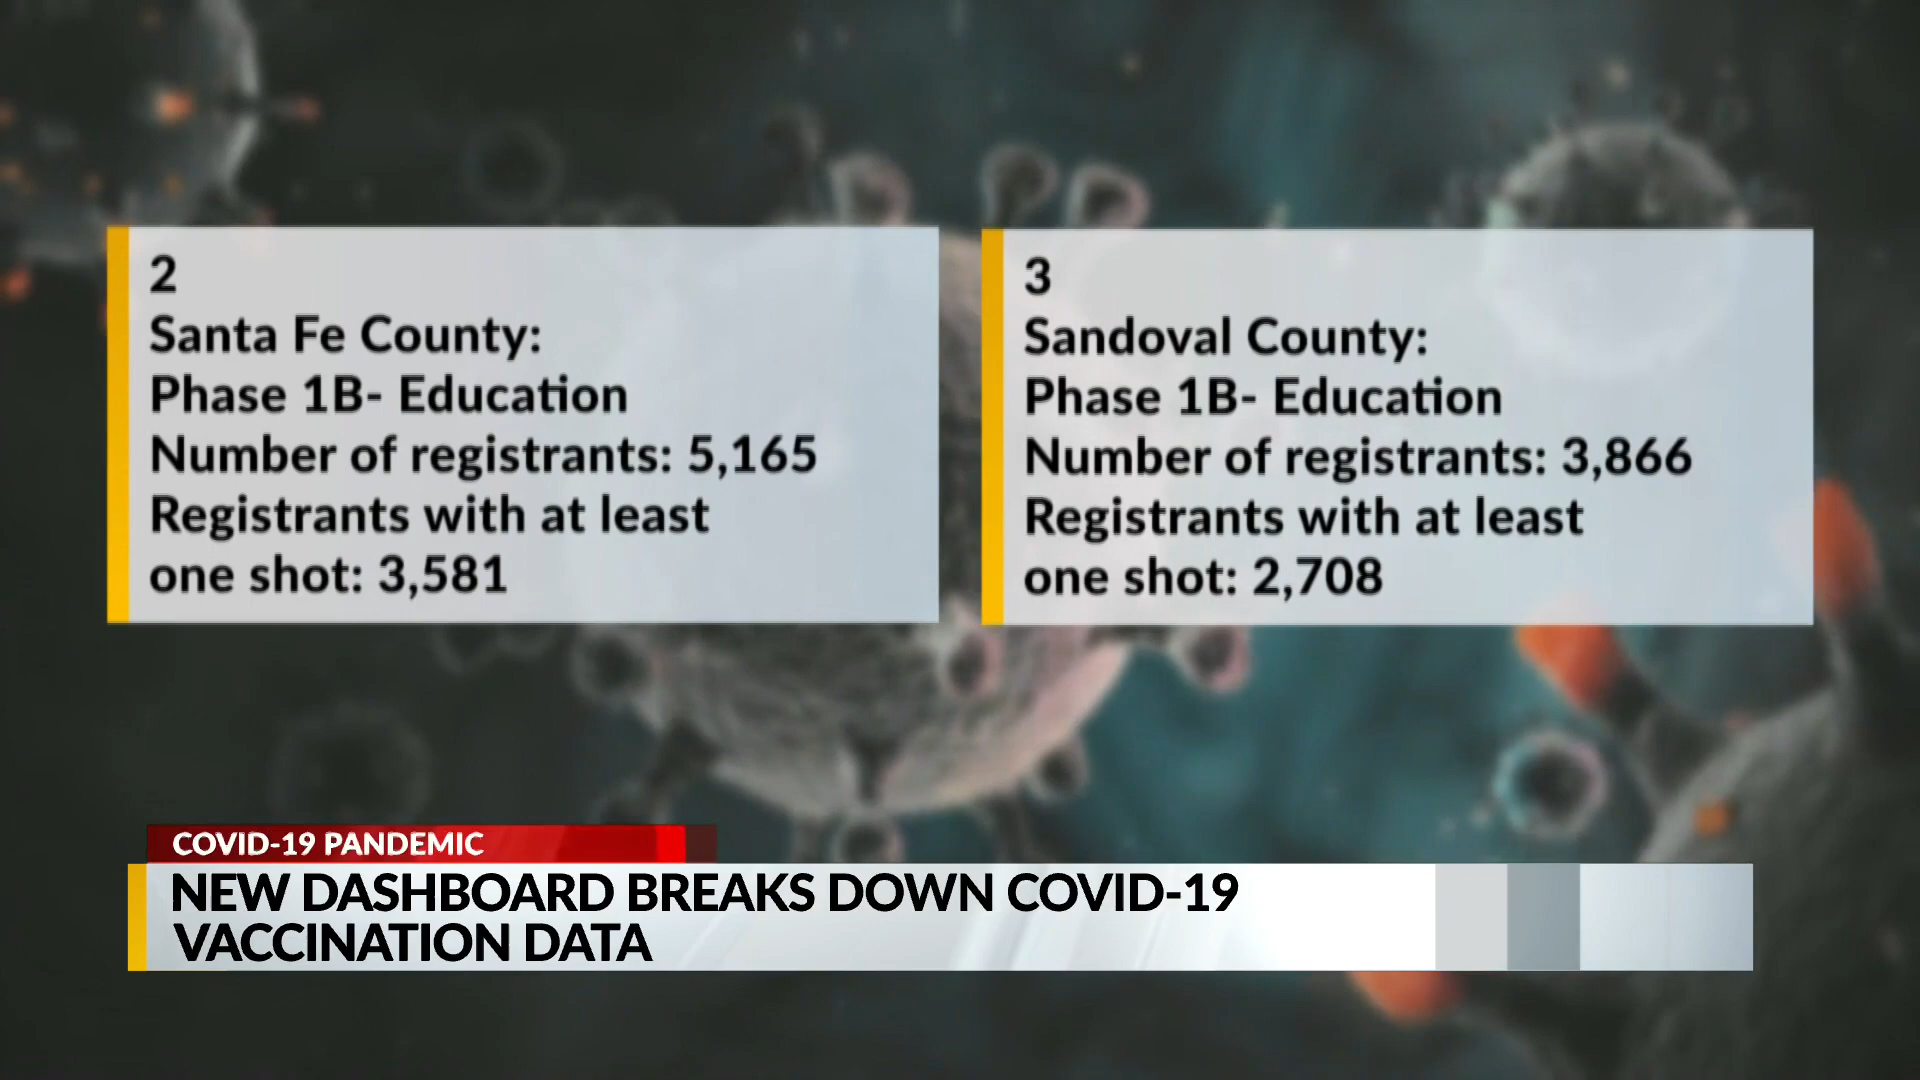 2
Santa Fe County:
Phase 1B- Education
Number of registrants: 5,165
Registrants with at least
one shot: 3,581
3
Sandoval County:
Phase 1B- Education
Number of registrants: 3,866
Registrants with at least
one shot: 2,708
COVID-19 PANDEMIC
NEW DASHBOARD BREAKS DOWN COVID-19
VACCINATION DATA